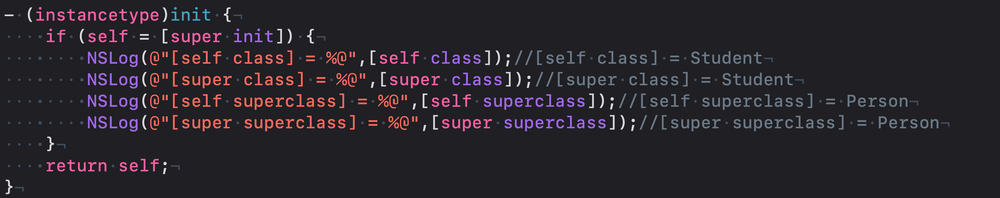 - (instancetype)init {
    if (self = [super init]) {
        NSLog(@"[self class] = %@",[self class]);//[self class] = Student
        NSLog(@"[super class] = %@",[super class]);//[super class] = Student
        NSLog(@"[self superclass] = %@",[self superclass]);//[self superclass] = Person
        NSLog(@"[super superclass] = %@",[super superclass]);//[super superclass] = Person
    }
    return self;
}